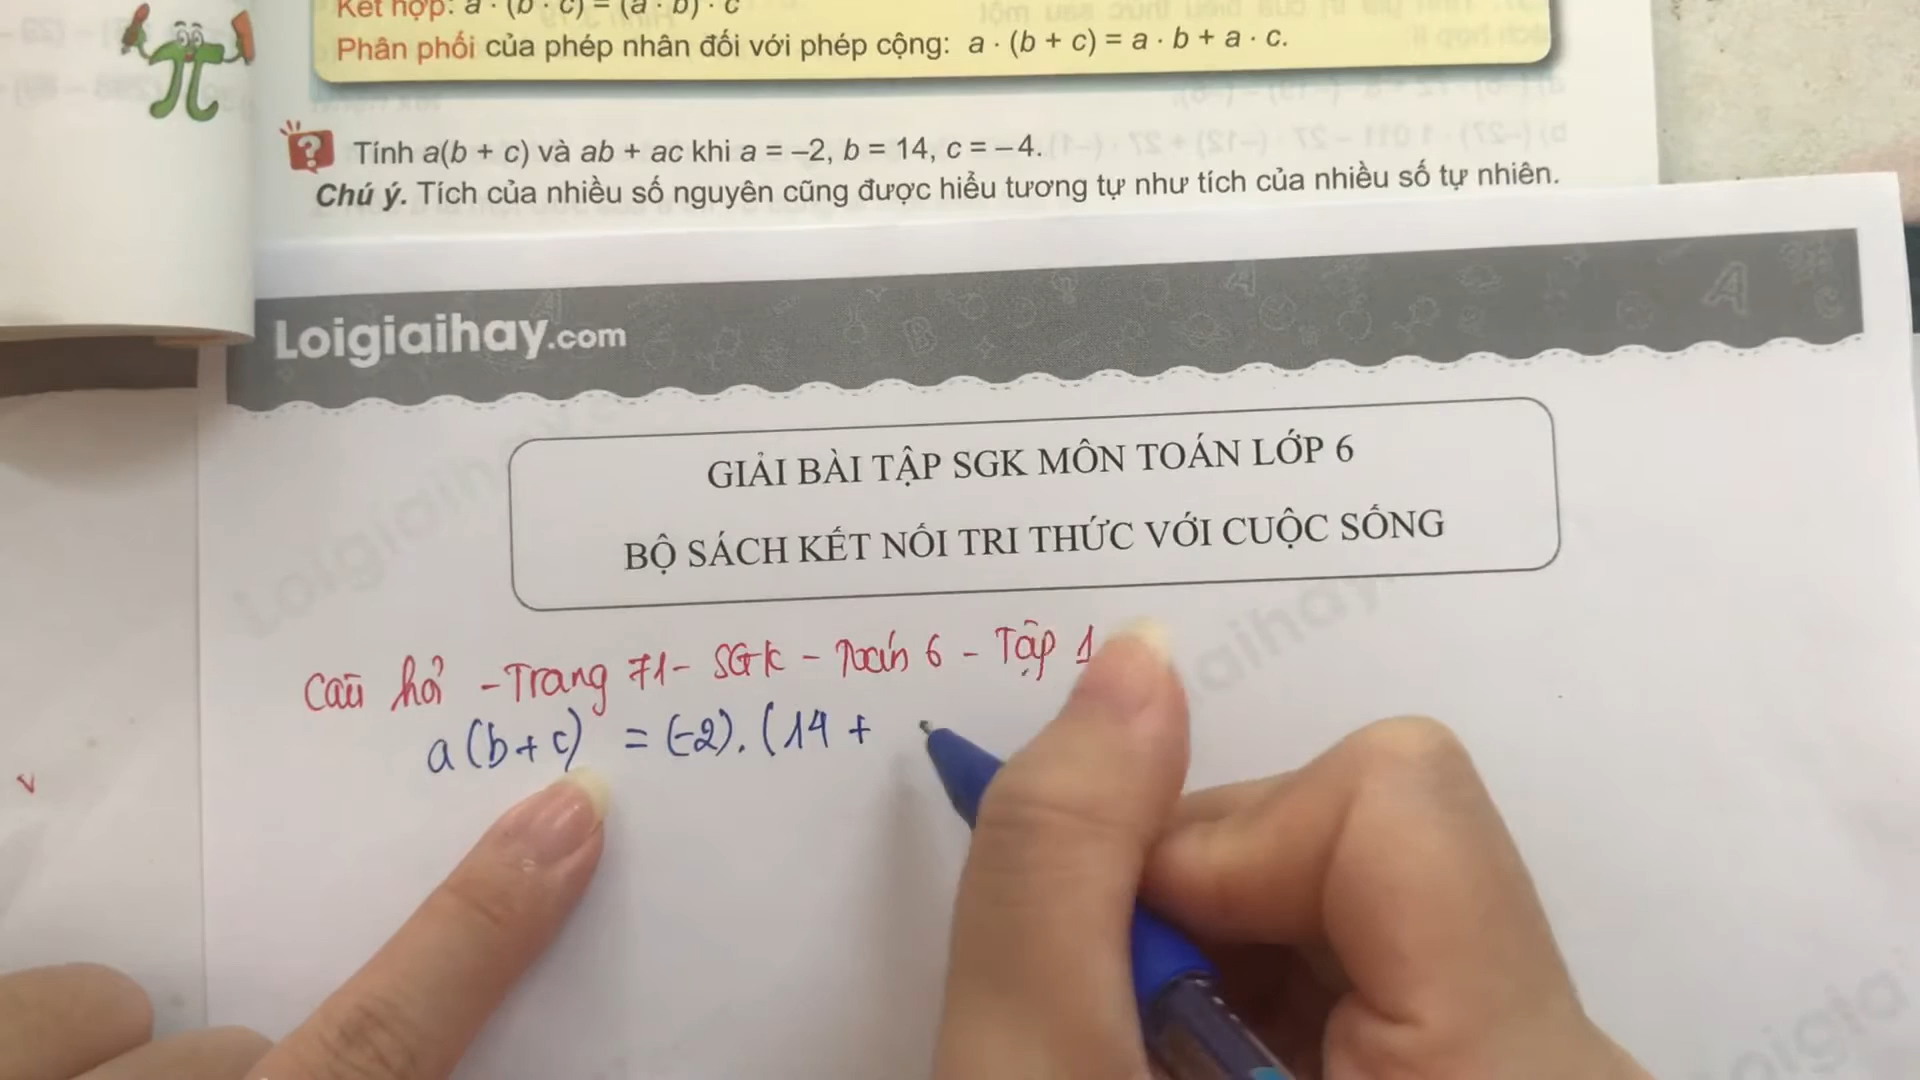 Kết hợp: a · (b · c) = (a · b) · c
Phân phối của phép nhân đối với phép cộng: a · (b + c) = a · b + a · c.
? Tính a(b + c) và ab + ac khi a = –2, b = 14, c = –4.
Chú ý. Tích của nhiều số nguyên cũng được hiểu tương tự như tích của nhiều số tự nhiên.
Loigiaihay.com
GIẢI BÀI TẬP SGK MÔN TOÁN LỚP 6
BỘ SÁCH KẾT NỐI TRI THỨC VỚI CUỘC SỐNG
Câu hỏi - Trang 71 - SGK - Toán 6 - Tập 1
a(b+c) = (-2).(14 +